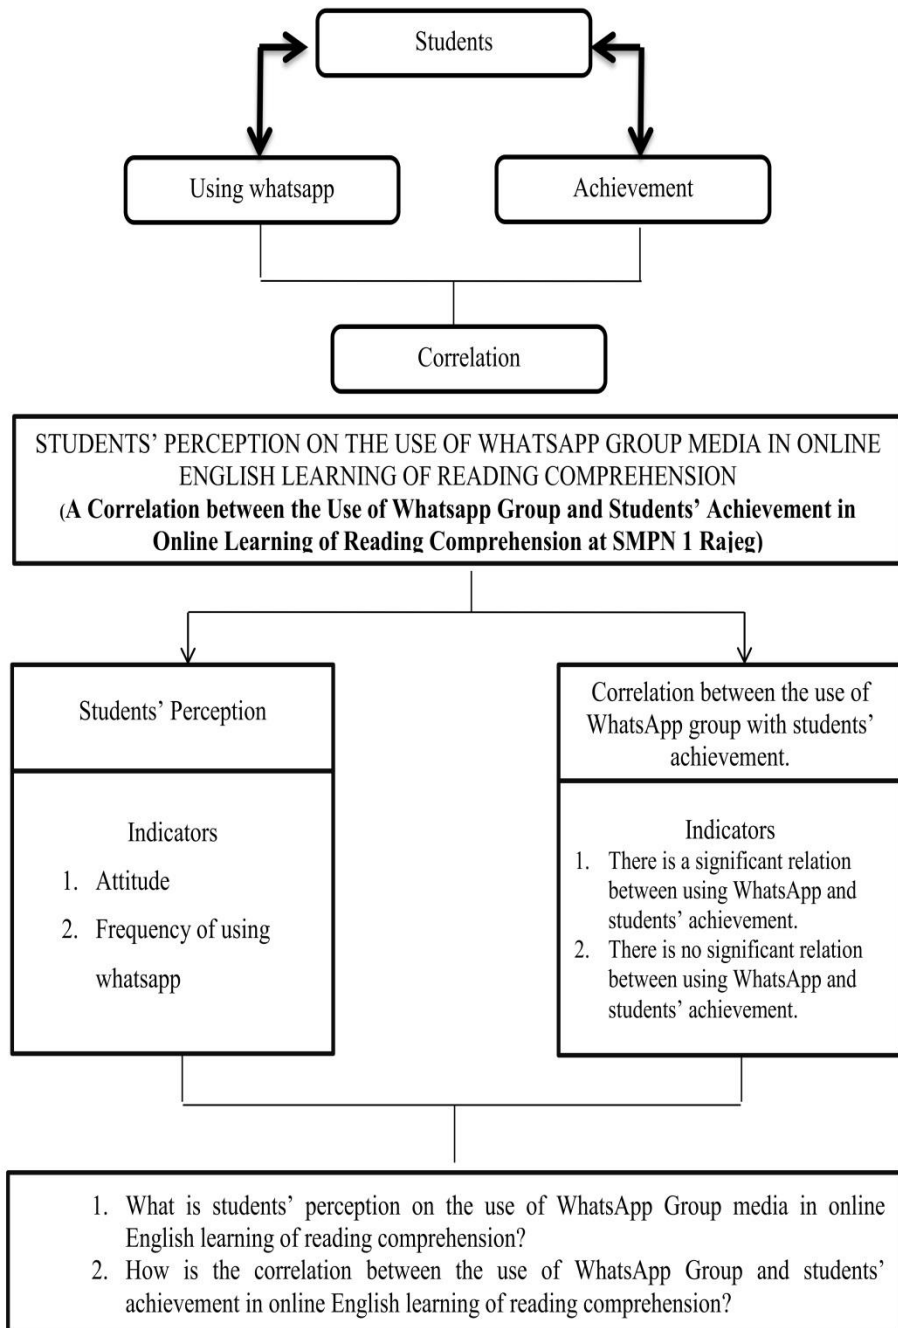 Students
Using whatsapp
Achievement
Correlation
STUDENTS’ PERCEPTION ON THE USE OF WHATSAPP GROUP MEDIA IN ONLINE
ENGLISH LEARNING OF READING COMPREHENSION
(A Correlation between the Use of Whatsapp Group and Students’ Achievement in
Online Learning of Reading Comprehension at SMPN 1 Rajeg)
Students’ Perception
Indicators
1. Attitude
2. Frequency of using
whatsapp
Correlation between the use of
WhatsApp group with students’
achievement.
Indicators
1. There is a significant relation
between using WhatsApp and
students’ achievement.
2. There is no significant relation
between using WhatsApp and
students’ achievement.
1. What is students’ perception on the use of WhatsApp Group media in online
English learning of reading comprehension?
2. How is the correlation between the use of WhatsApp Group and students’
achievement in online English learning of reading comprehension?